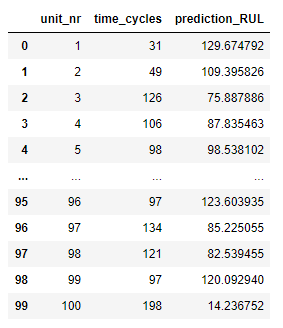 unit_nr time_cycles prediction_RUL
0 1 31 129.674792
1 2 49 109.395826
2 3 126 75.887886
3 4 106 87.835463
4 5 98 98.538102
... ... ... ...
95 96 97 123.603935
96 97 134 85.225055
97 98 121 82.539455
98 99 97 120.092940
99 100 198 14.236752